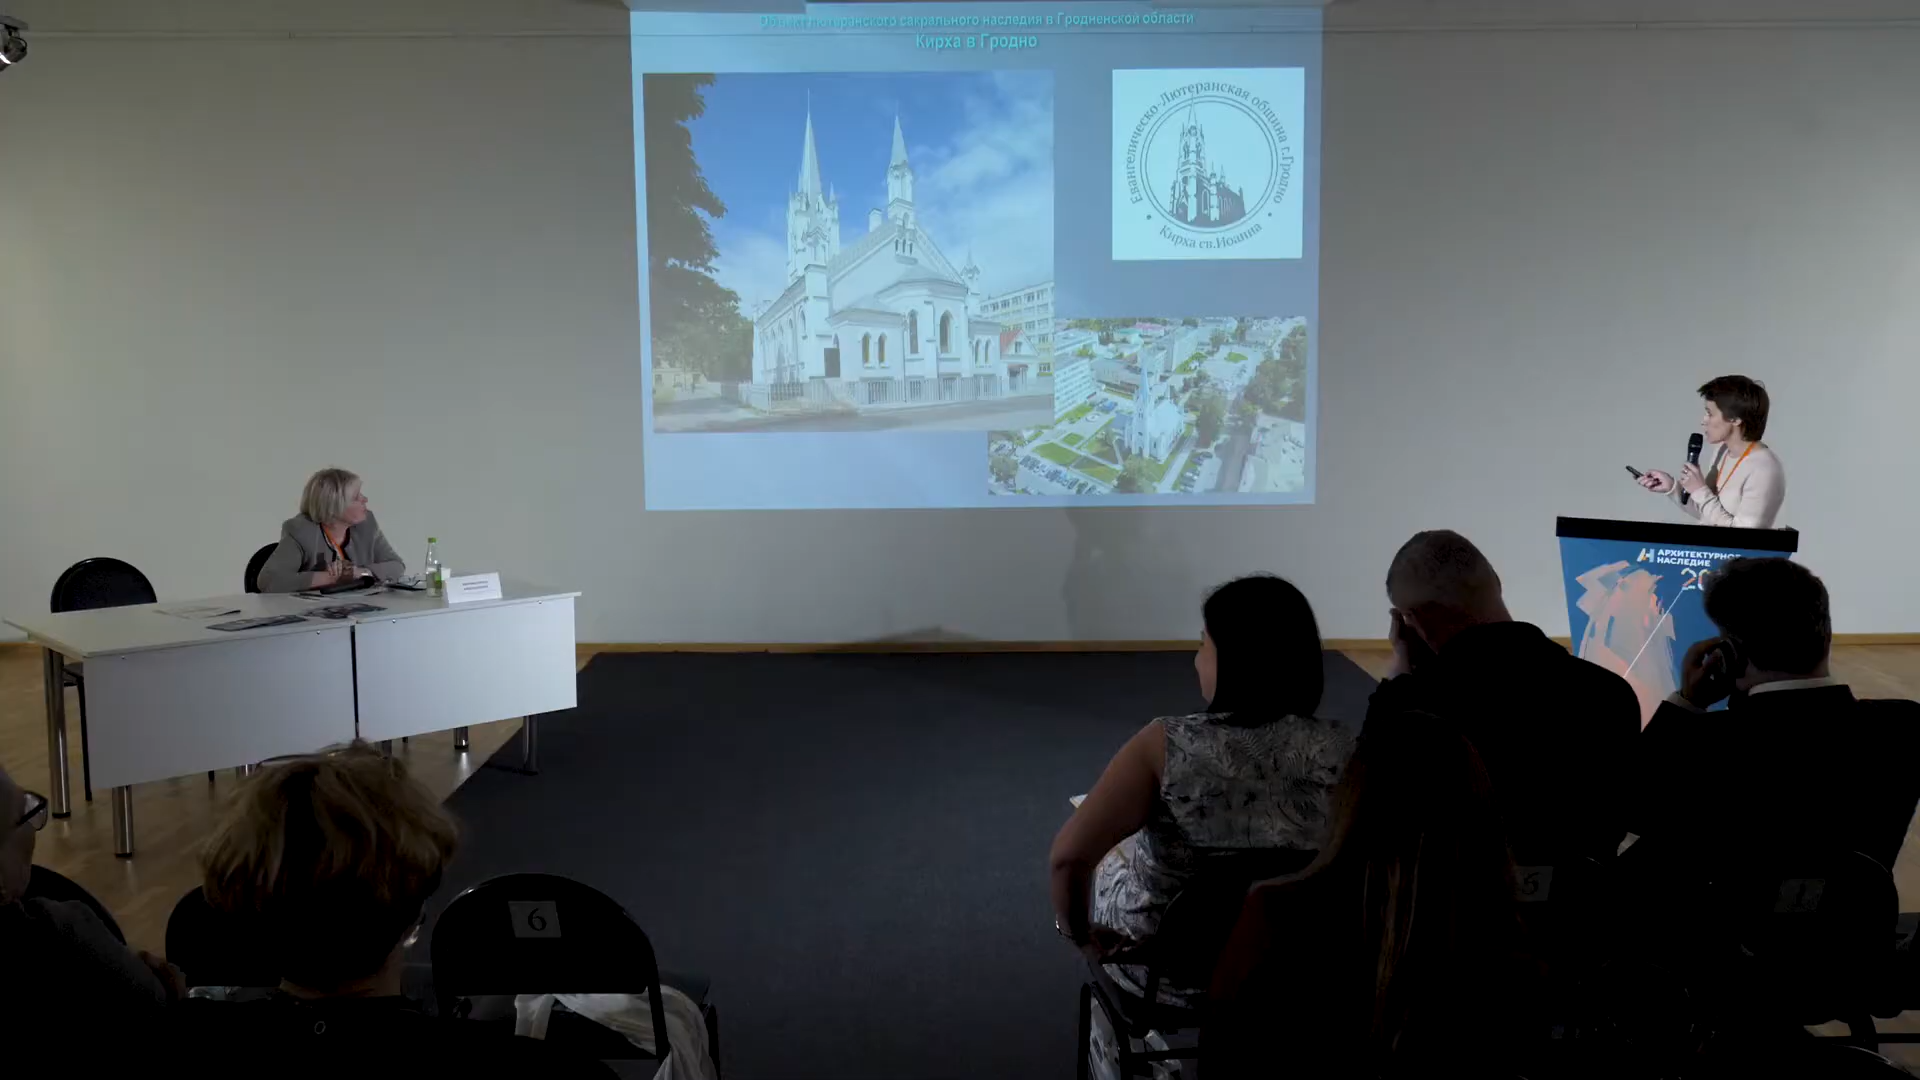 Объект лютеранского сакрального наследия в Гродненской области
Кирха в Гродно
Евангелическо-Лютеранская община г.Гродно
Кирха св.Иоанна
АРХИТЕКТУРНОЕ
НАСЛЕДИЕ
6